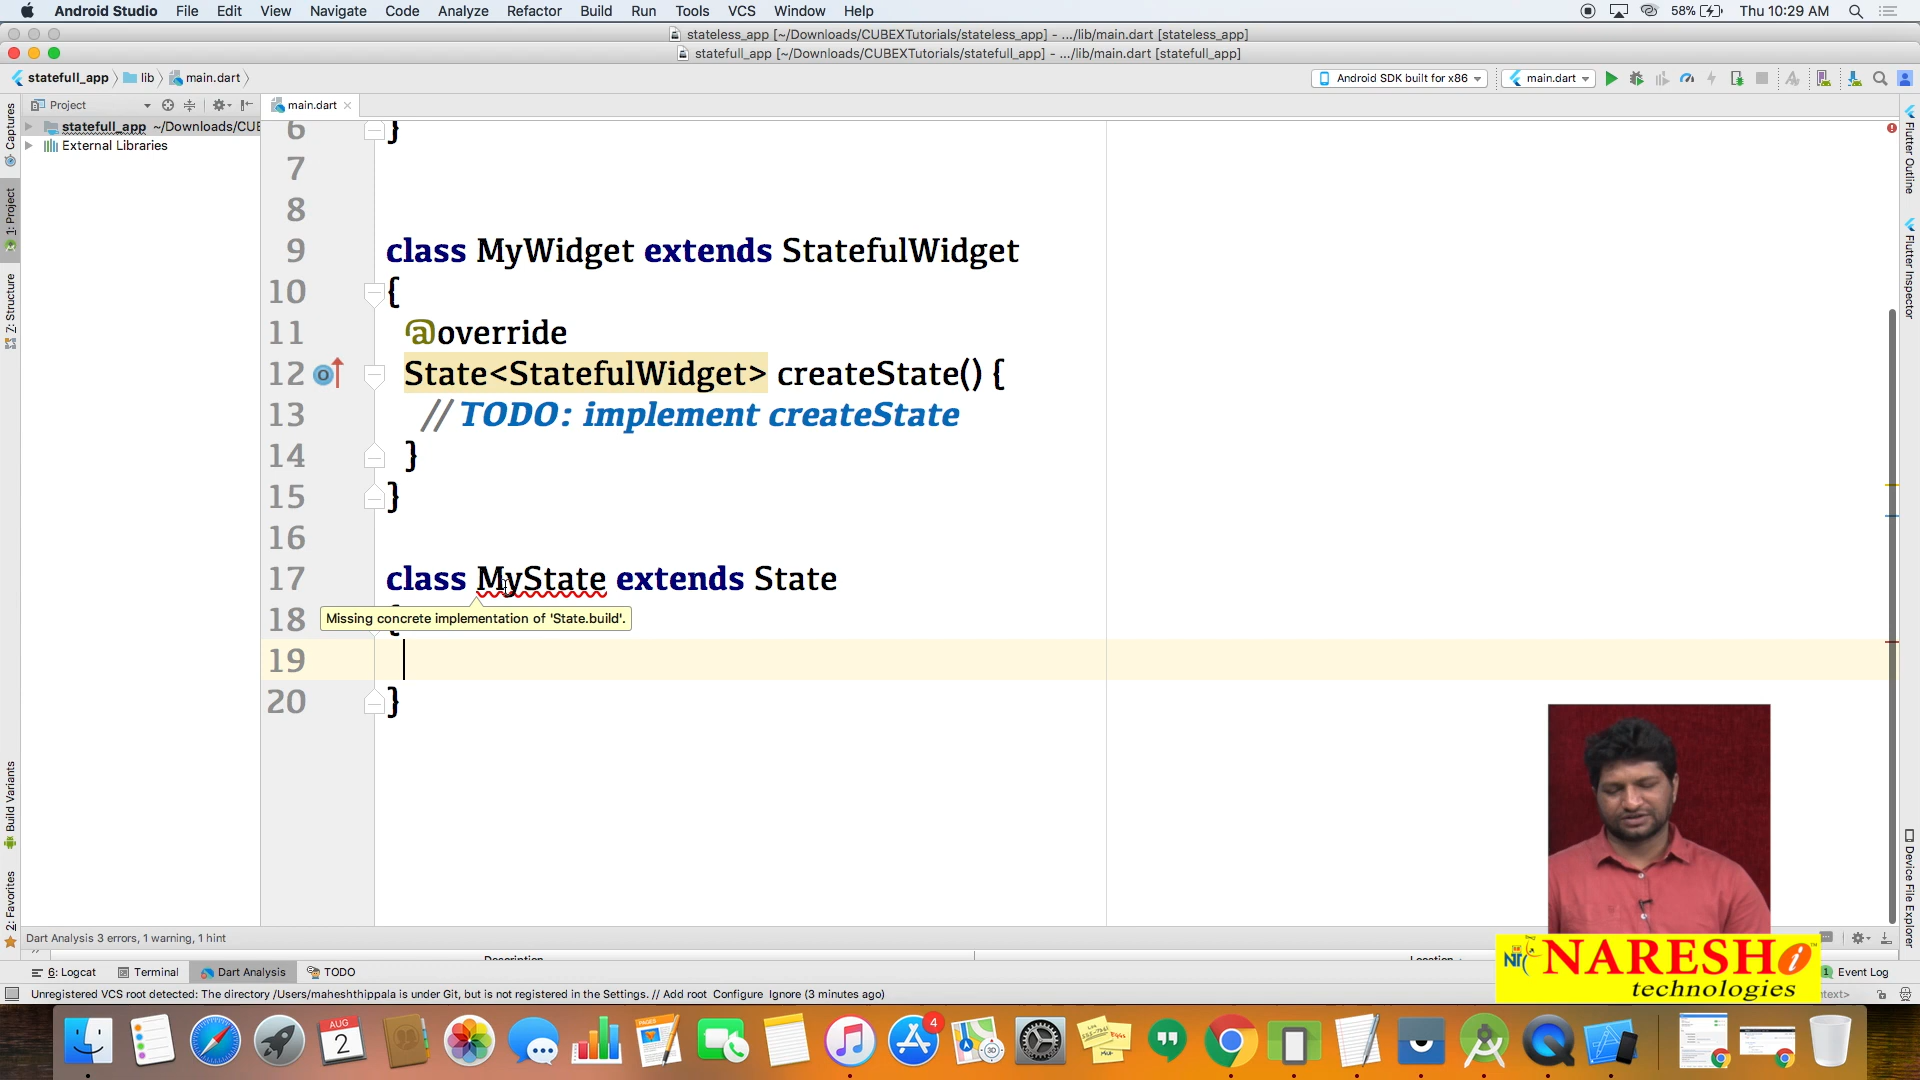 Android Studio File Edit View Navigate Code Analyze Refactor Build Run Tools VCS Window Help 58% Thu 10:29 AM
stateless_app [~/Downloads/CUBEXTutorials/stateless_app] - .../lib/main.dart [stateless_app]
statefull_app [~/Downloads/CUBEXTutorials/statefull_app] - .../lib/main.dart [statefull_app]
statefull_app lib main.dart Android SDK built for x86 main.dart
Project main.dart
statefull_app ~/Downloads/CUE
External Libraries
Captures
1: Project
7: Structure
Build Variants
2: Favorites
Flutter Outline
Flutter Inspector
Device File Explorer
6 }
7
8
9 class MyWidget extends StatefulWidget
10 {
11 @override
12 State<StatefulWidget> createState() {
13 // TODO: implement createState
14 }
15 }
16
17 class MyState extends State
18 {
Missing concrete implementation of 'State.build'.
19
20 }
Dart Analysis 3 errors, 1 warning, 1 hint
Description Location
6: Logcat Terminal Dart Analysis TODO 1 Event Log
Unregistered VCS root detected: The directory /Users/maheshthippala is under Git, but is not registered in the Settings. // Add root Configure Ignore (3 minutes ago)
NARESH i
technologies
AUG
2
PAGES
4
3D